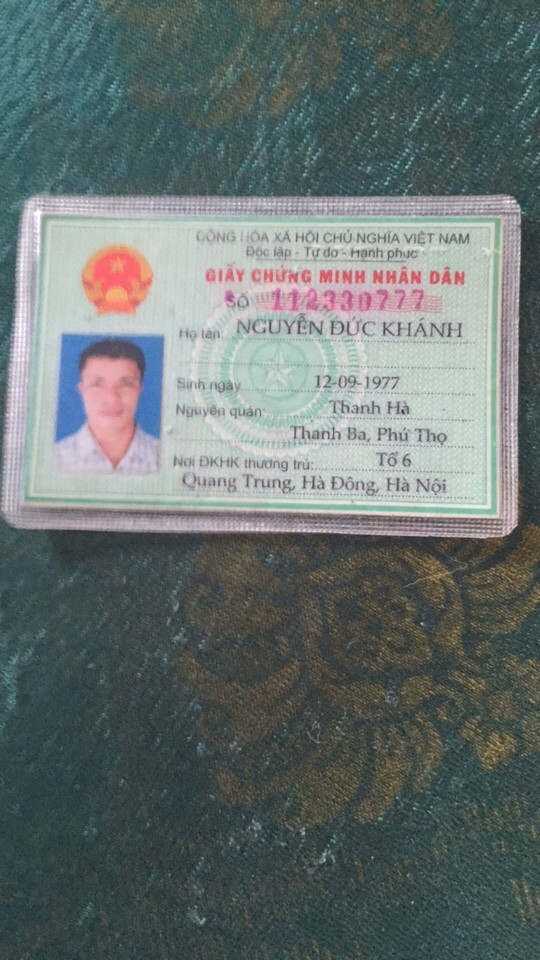 CỘNG HÒA XÃ HỘI CHỦ NGHĨA VIỆT NAM
Độc lập - Tự do - Hạnh phúc
GIẤY CHỨNG MINH NHÂN DÂN
SỐ 112330777
Họ tên: NGUYỄN ĐỨC KHÁNH
Sinh ngày 12-09-1977
Nguyên quán: Thanh Hà
Thanh Ba, Phú Thọ
Nơi ĐKHK thường trú: Tổ 6
Quang Trung, Hà Đông, Hà Nội